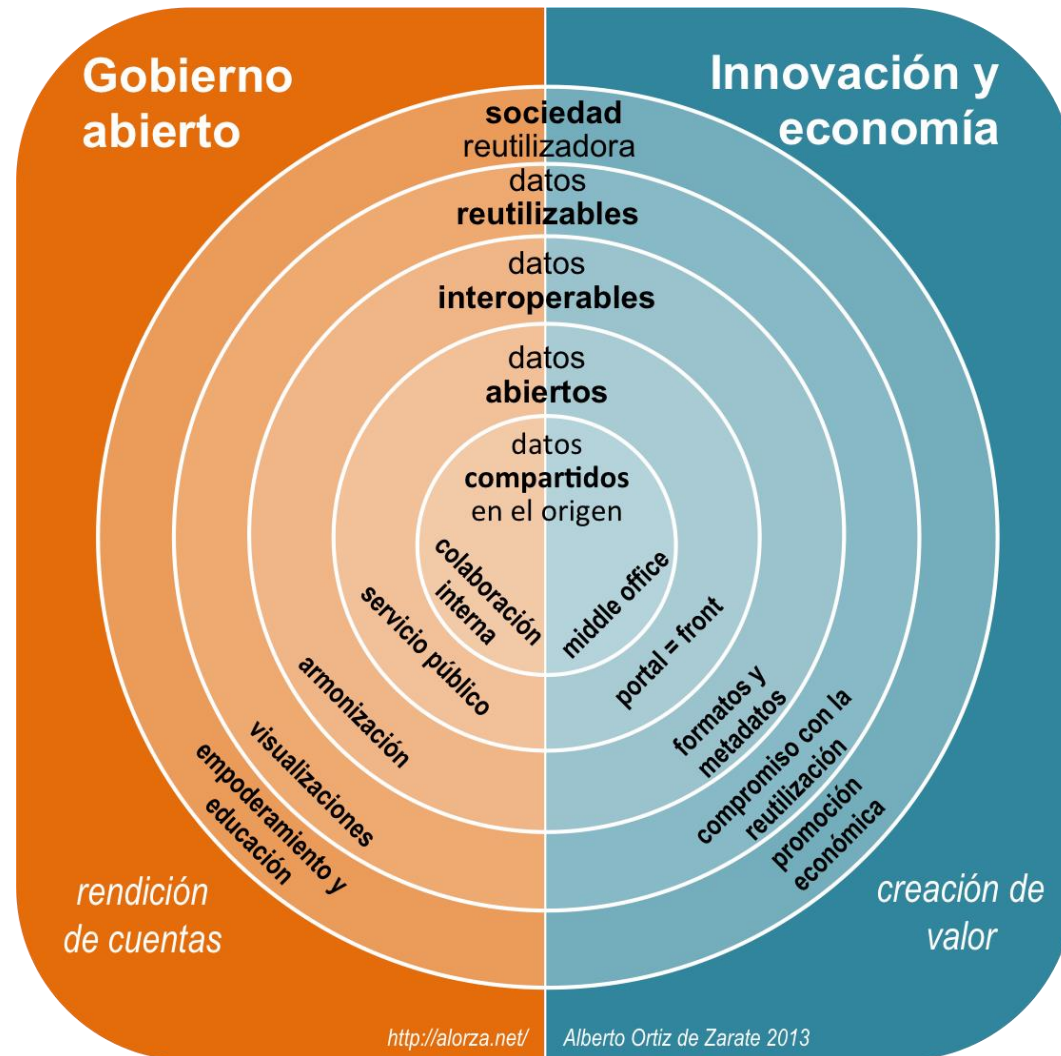 Gobierno
abierto
Innovación y
economía
sociedad
reutilizadora
datos
reutilizables
datos
interoperables
datos
abiertos
datos
compartidos
en el origen
colaboración
interna
middle office
servicio público
portal = front
armonización
formatos y
metadatos
visualizaciones
compromiso con la
reutilización
empoderamiento y
educación
promoción
económica
rendición
de cuentas
creación de
valor
http://alorza.net/
Alberto Ortiz de Zarate 2013